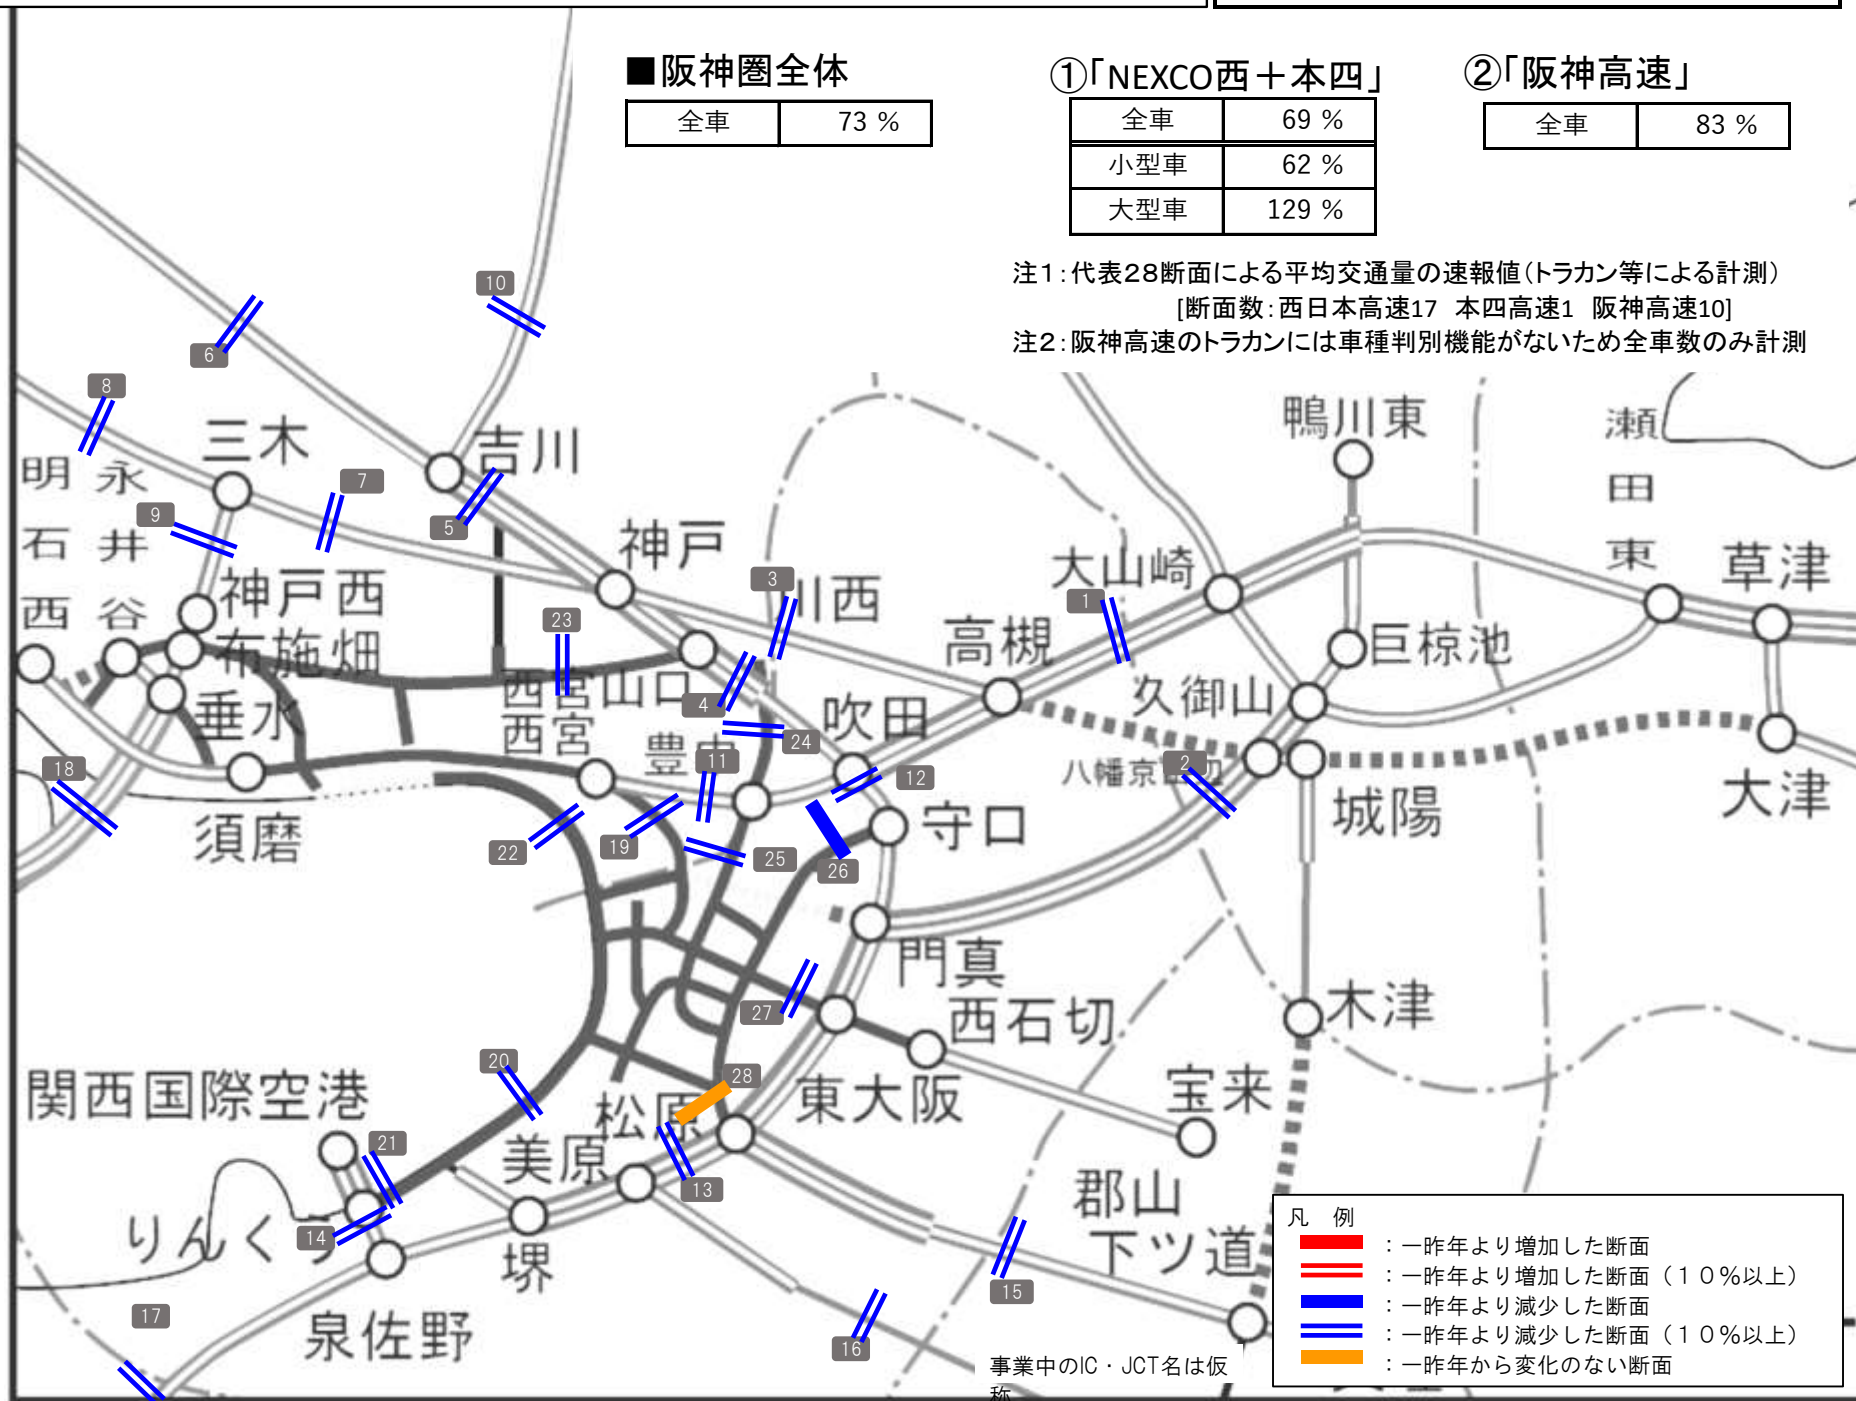 ■阪神圏全体
全車 73 %
①「NEXCO西＋本四」
全車 69 %
小型車 62 %
大型車 129 %
②「阪神高速」
全車 83 %
注１：代表２８断面による平均交通量の速報値（トラカン等による計測）
[断面数：西日本高速17 本四高速1 阪神高速10]
注２：阪神高速のトラカンには車種判別機能がないため全車数のみ計測
10
6
8
三木
吉川
鴨川東
瀬田東
明石西
永井谷
7
9
5
神戸
大山崎
草津
3
川西
1
神戸西
23
高槻
巨椋池
布施畑
西宮山口
4
久御山
垂水
西宮
吹田
24
豊中
11
18
12
2
大津
須磨
守口
城陽
22
19
25
26
門真
27
西石切
木津
20
28
関西国際空港
松原
東大阪
宝来
21
美原
13
郡山
りんくう
14
堺
下ツ道
15
17
泉佐野
16
事業中のIC・JCT名は仮
称
凡 例
：一昨年より増加した断面
：一昨年より増加した断面（１０％以上）
：一昨年より減少した断面
：一昨年より減少した断面（１０％以上）
：一昨年から変化のない断面